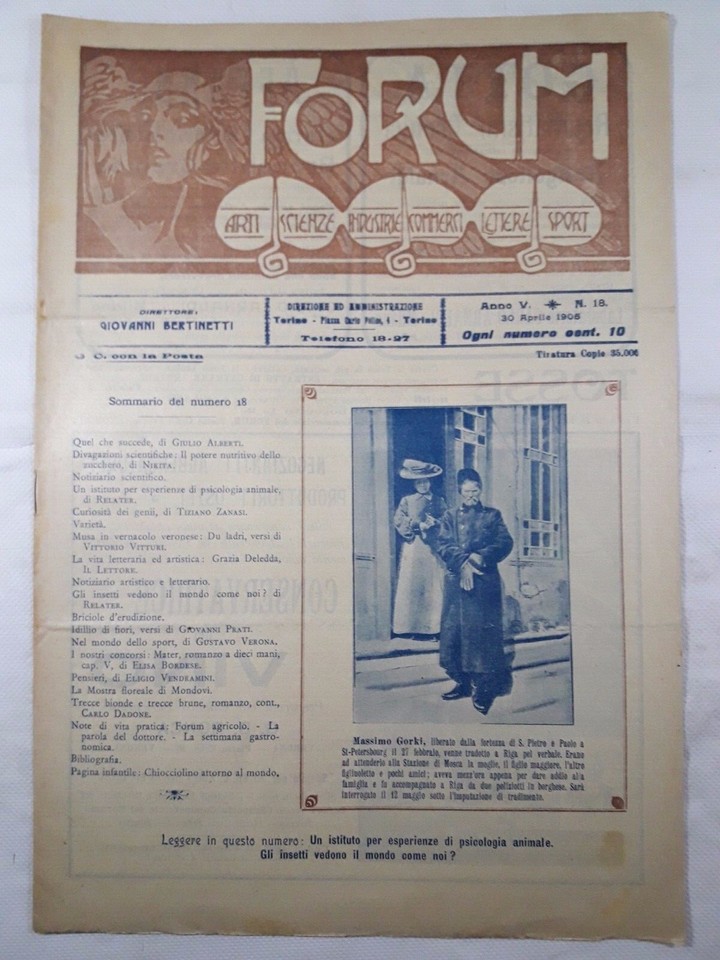 FORUM
ARTI SCIENZE INDUSTRIE COMMERCI LETTERE SPORT
DIRETTORE:
GIOVANNI BERTINETTI
DIREZIONE ED AMMINISTRAZIONE
Torino - Piazza Carlo Felice, 4 - Torino
Telefono 18-27
Anno V. N. 18.
30 Aprile 1905
Ogni numero cent. 10
C. con la Posta
Tiratura Copie 35.000
Sommario del numero 18
Quel che succede, di GIULIO ALBERTI.
Divagazioni scientifiche: Il potere nutritivo dello
zucchero, di NIKITA.
Notiziario scientifico.
Un istituto per esperienze di psicologia animale,
di RELATER.
Curiosità dei genii, di TIZIANO ZANASI.
Varietà.
Musa in vernacolo veronese: Du ladri, versi di
VITTORIO VITTURI.
La vita letteraria ed artistica: Grazia Deledda,
IL LETTORE.
Notiziario artistico e letterario.
Gli insetti vedono il mondo come noi? di
RELATER.
Briciole d'erudizione.
Idillio di fiori, versi di GIOVANNI PRATI.
Nel mondo dello sport, di GUSTAVO VERONA.
I nostri concorsi: Mater, romanzo a dieci mani,
cap. V, di ELISA BORDESE.
Pensieri, di ELIGIO VENDEAMINI.
La Mostra floreale di Mondovì.
Trecce bionde e trecce brune, romanzo, cont.,
CARLO DADONE.
Note di vita pratica: Forum agricolo. - La
parola del dottore. - La settimana gastro-
nomica.
Bibliografia.
Pagina infantile: Chiocciolino attorno al mondo,
Massimo Gorki, liberato dalla fortezza di S. Pietro e Paolo a
St-Petersbourg il 27 febbraio, venne tradotto a Riga pel verbale. Erano
ad attenderlo alla Stazione di Mosca la moglie, il figlio maggiore, l'altro
figliuoletto e pochi amici; aveva mezz'ora appena per dare addio alla
famiglia e fu accompagnato a Riga da due poliziotti in borghese. Sarà
interrogato il 12 maggio sotto l'imputazione di tradimento.
Leggere in questo numero: Un istituto per esperienze di psicologia animale.
Gli insetti vedono il mondo come noi?